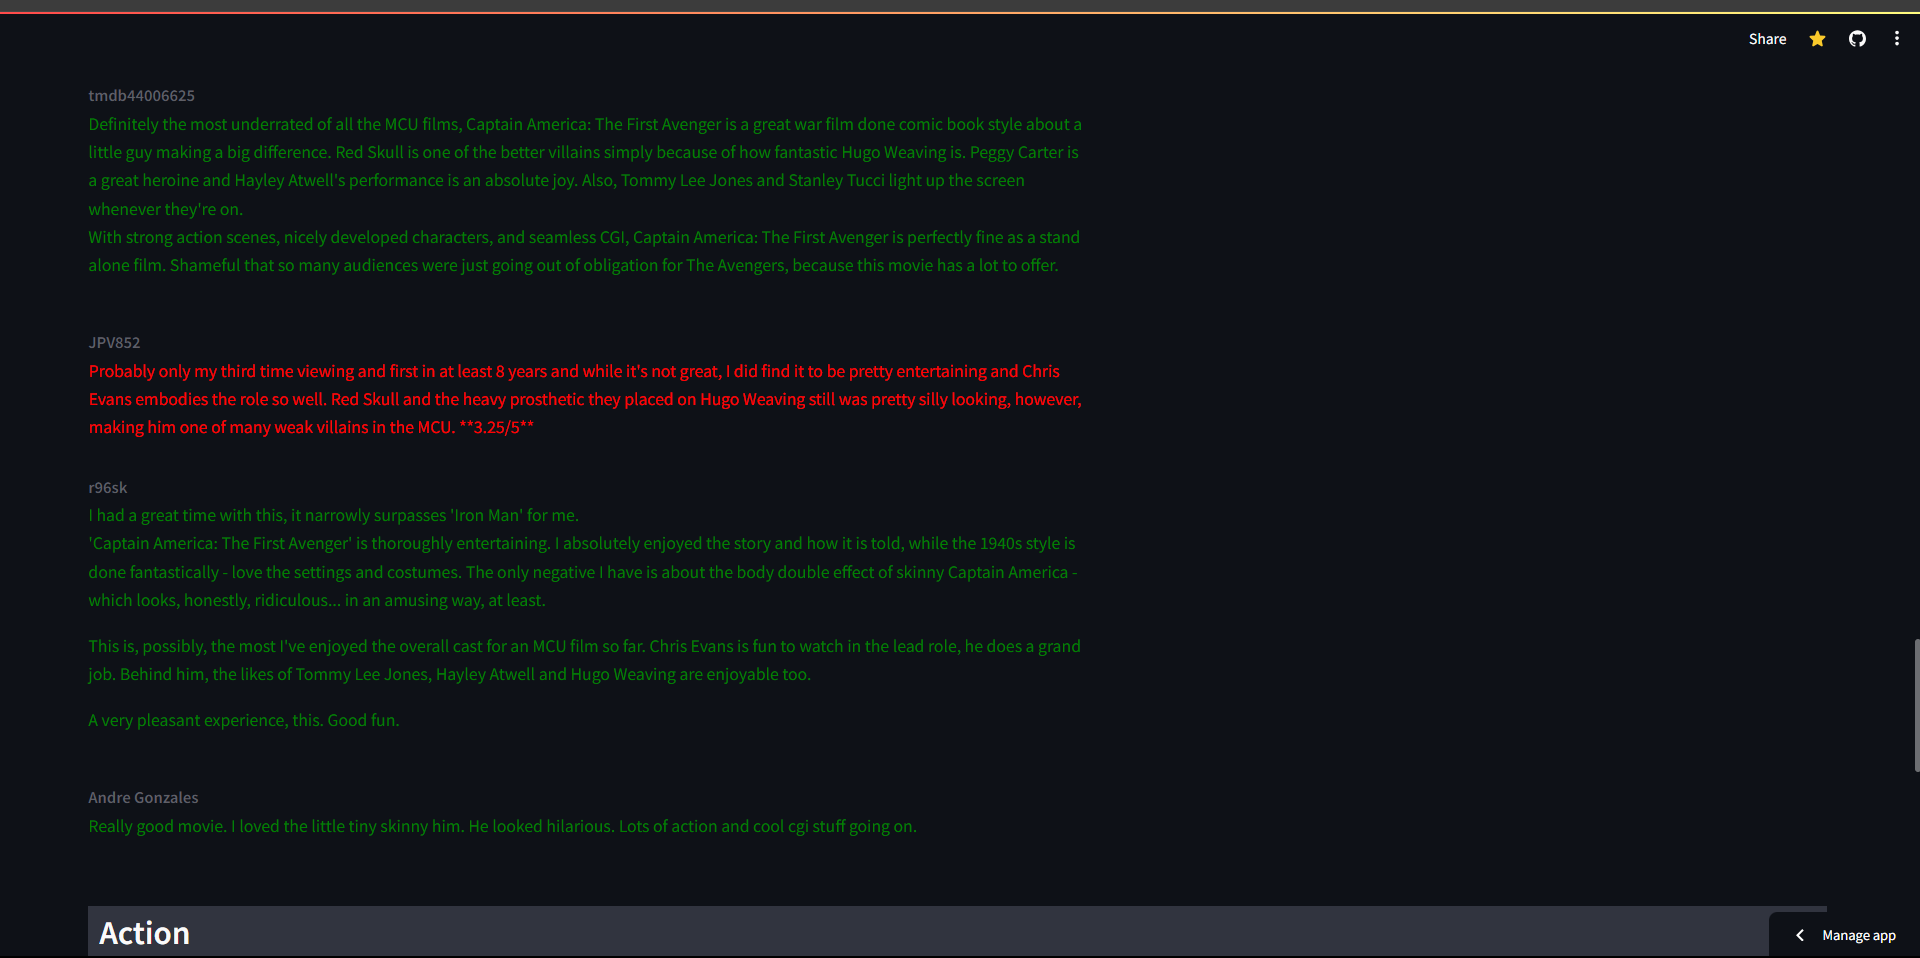 Share
tmdb44006625
Definitely the most underrated of all the MCU films, Captain America: The First Avenger is a great war film done comic book style about a
little guy making a big difference. Red Skull is one of the better villains simply because of how fantastic Hugo Weaving is. Peggy Carter is
a great heroine and Hayley Atwell's performance is an absolute joy. Also, Tommy Lee Jones and Stanley Tucci light up the screen
whenever they're on.
With strong action scenes, nicely developed characters, and seamless CGI, Captain America: The First Avenger is perfectly fine as a stand
alone film. Shameful that so many audiences were just going out of obligation for The Avengers, because this movie has a lot to offer.
JPV852
Probably only my third time viewing and first in at least 8 years and while it's not great, I did find it to be pretty entertaining and Chris
Evans embodies the role so well. Red Skull and the heavy prosthetic they placed on Hugo Weaving still was pretty silly looking, however,
making him one of many weak villains in the MCU. **3.25/5**
r96sk
I had a great time with this, it narrowly surpasses 'Iron Man' for me.
'Captain America: The First Avenger' is thoroughly entertaining. I absolutely enjoyed the story and how it is told, while the 1940s style is
done fantastically - love the settings and costumes. The only negative I have is about the body double effect of skinny Captain America -
which looks, honestly, ridiculous... in an amusing way, at least.
This is, possibly, the most I've enjoyed the overall cast for an MCU film so far. Chris Evans is fun to watch in the lead role, he does a grand
job. Behind him, the likes of Tommy Lee Jones, Hayley Atwell and Hugo Weaving are enjoyable too.
A very pleasant experience, this. Good fun.
Andre Gonzales
Really good movie. I loved the little tiny skinny him. He looked hilarious. Lots of action and cool cgi stuff going on.
Action
Manage app